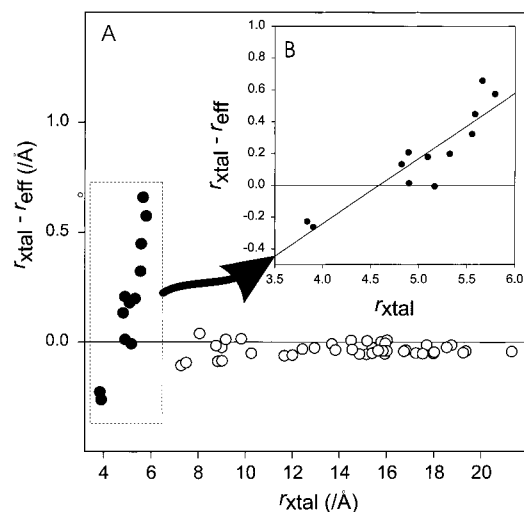 A
B
r_xtal - r_eff (/Å)
1.0
0.5
0.0
4 6 8 10 12 14 16 18 20
r_xtal (/Å)
r_xtal - r_eff
1.0
0.8
0.6
0.4
0.2
0.0
-0.2
-0.4
3.5 4.0 4.5 5.0 5.5 6.0
r_xtal